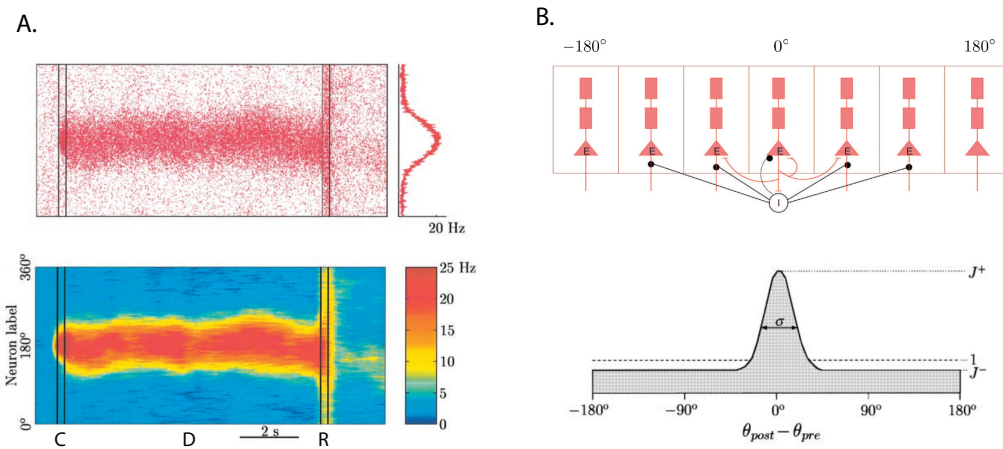 A.
20 Hz
Neuron label
360°
180°
0°
25 Hz
20
15
10
5
0
C
D
2 s
R
B.
−180°
0°
180°
E
E
E
E
E
E
I
J⁺
σ
1
J⁻
−180°
−90°
0°
90°
180°
θpost − θpre